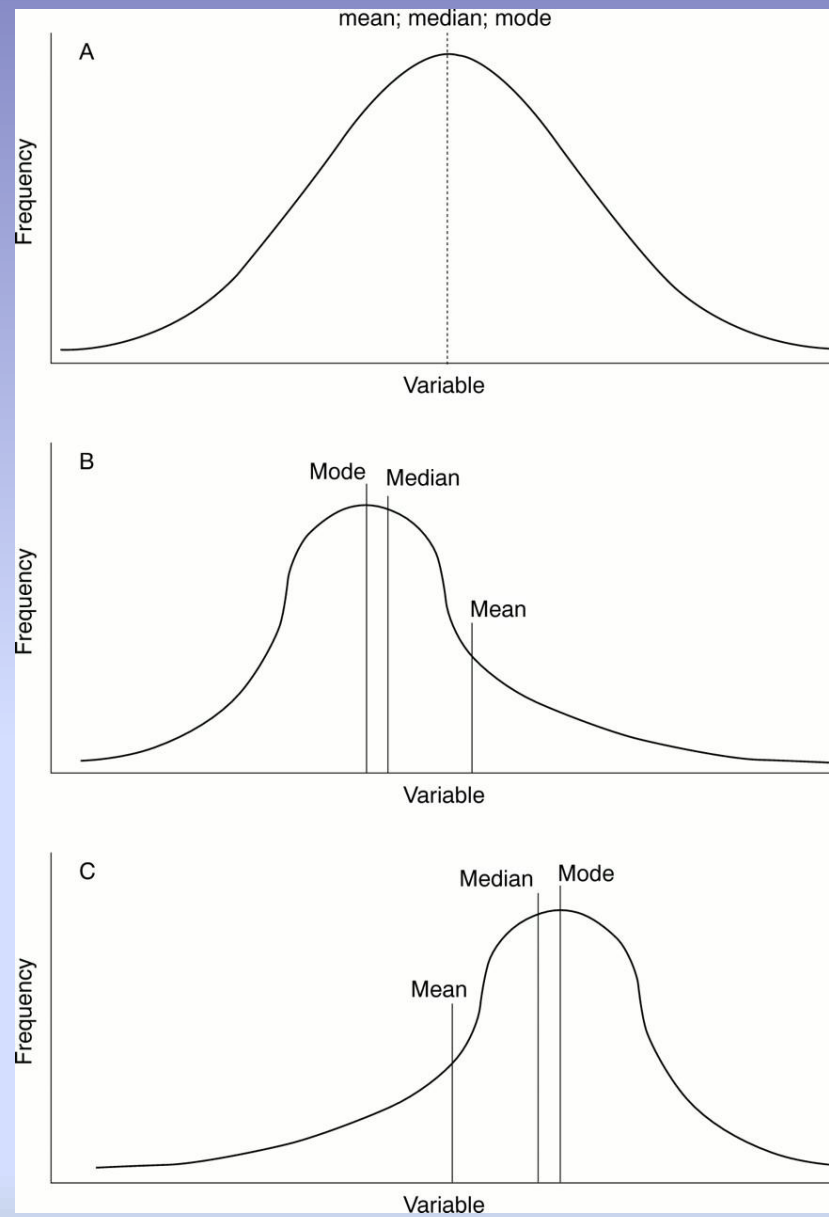 mean; median; mode
A
Frequency
Variable
B
Mode
Median
Mean
Frequency
Variable
C
Median
Mode
Mean
Frequency
Variable